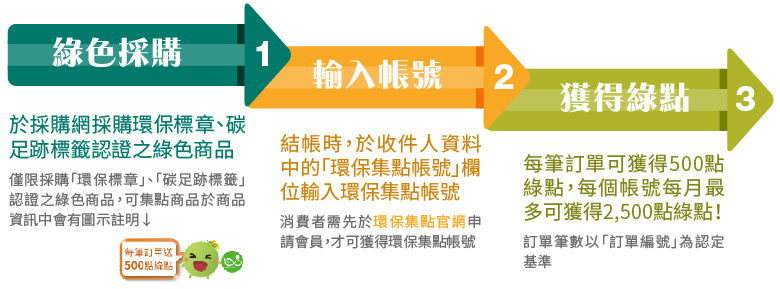 綠色採購
1
於採購網採購環保標章、碳
足跡標籤認證之綠色商品
僅限採購「環保標章」、「碳足跡標籤」
認證之綠色商品,可集點商品於商品
資訊中會有圖示註明↓
每筆訂單送
500點綠點
輸入帳號
2
結帳時,於收件人資料
中的「環保集點帳號」欄
位輸入環保集點帳號
消費者需先於環保集點官網申
請會員,才可獲得環保集點帳號
獲得綠點
3
每筆訂單可獲得500點
綠點,每個帳號每月最
多可獲得2,500點綠點!
訂單筆數以「訂單編號」為認定
基準